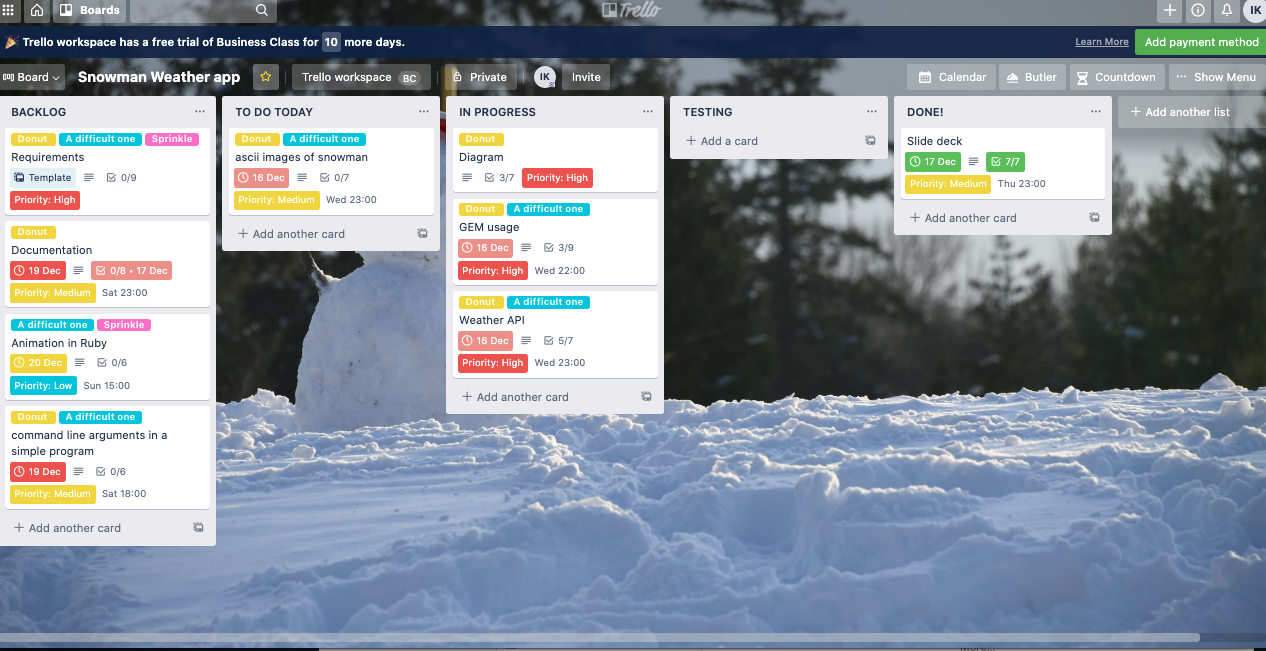 Boards
Trello
IK
Trello workspace has a free trial of Business Class for 10 more days.
Learn More
Add payment method
Board
Snowman Weather app
Trello workspace BC
Private
IK
Invite
Calendar
Butler
Countdown
Show Menu
BACKLOG
Donut A difficult one Sprinkle
Requirements
Template 0/9
Priority: High
Donut
Documentation
19 Dec 0/8 • 17 Dec
Priority: Medium Sat 23:00
A difficult one Sprinkle
Animation in Ruby
20 Dec 0/6
Priority: Low Sun 15:00
Donut A difficult one
command line arguments in a
simple program
19 Dec 0/6
Priority: Medium Sat 18:00
+ Add another card
TO DO TODAY
Donut A difficult one
ascii images of snowman
16 Dec 0/7
Priority: Medium Wed 23:00
+ Add another card
IN PROGRESS
Donut
Diagram
3/7 Priority: High
Donut A difficult one
GEM usage
16 Dec 3/9
Priority: High Wed 22:00
Donut A difficult one
Weather API
16 Dec 5/7
Priority: High Wed 23:00
+ Add another card
TESTING
+ Add a card
DONE!
Slide deck
17 Dec 7/7
Priority: Medium Thu 23:00
+ Add another card
+ Add another list